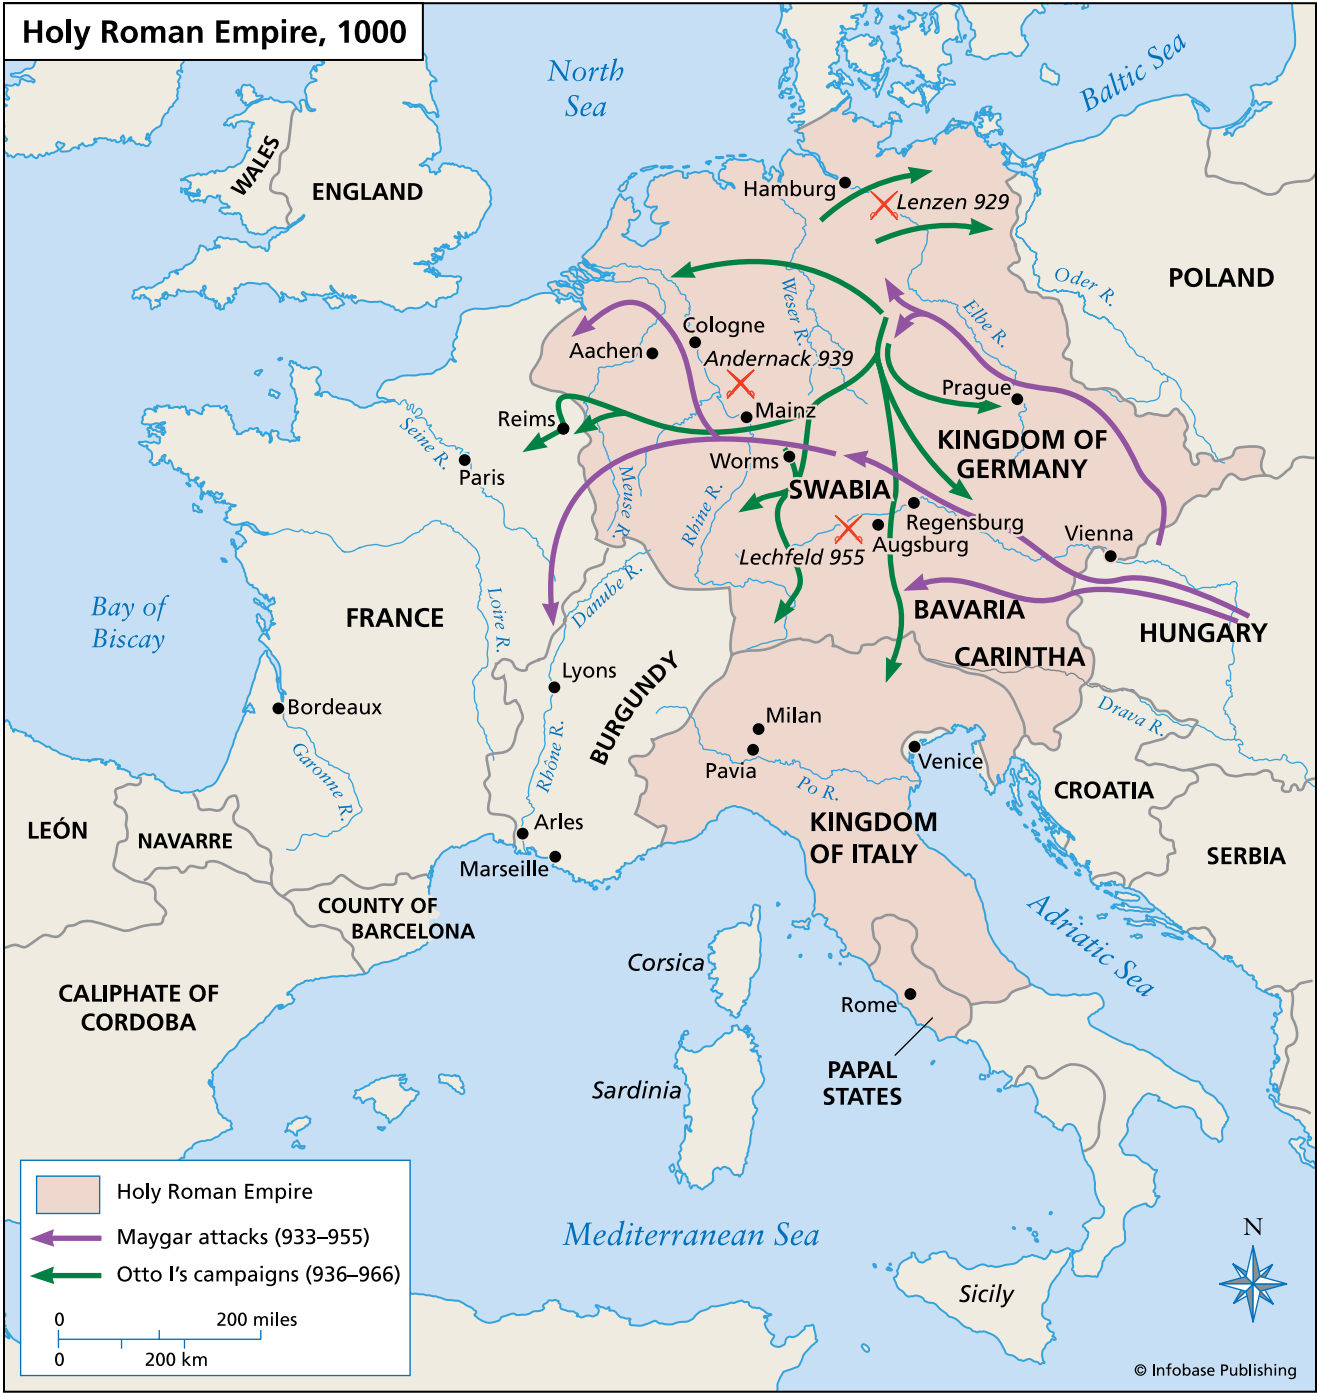 Holy Roman Empire, 1000
North
Sea
Baltic Sea
WALES
ENGLAND
Hamburg
Lenzen 929
POLAND
Oder R.
Weser R.
Elbe R.
Cologne
Aachen
Andernack 939
Prague
Reims
Mainz
Seine R.
Paris
KINGDOM OF
GERMANY
Worms
SWABIA
Meuse R.
Rhine R.
Regensburg
Augsburg
Vienna
Lechfeld 955
Danube R.
Bay of
Biscay
FRANCE
Loire R.
BAVARIA
HUNGARY
CARINTHA
Lyons
BURGUNDY
Bordeaux
Milan
Drava R.
Garonne R.
Rhône R.
Pavia
Venice
Po R.
CROATIA
LEÓN
NAVARRE
Arles
Marseille
KINGDOM
OF ITALY
SERBIA
COUNTY OF
BARCELONA
Adriatic Sea
Corsica
CALIPHATE OF
CORDOBA
Rome
PAPAL
STATES
Sardinia
Holy Roman Empire
Maygar attacks (933–955)
Otto I's campaigns (936–966)
0 200 miles
0 200 km
Mediterranean Sea
N
Sicily
© Infobase Publishing